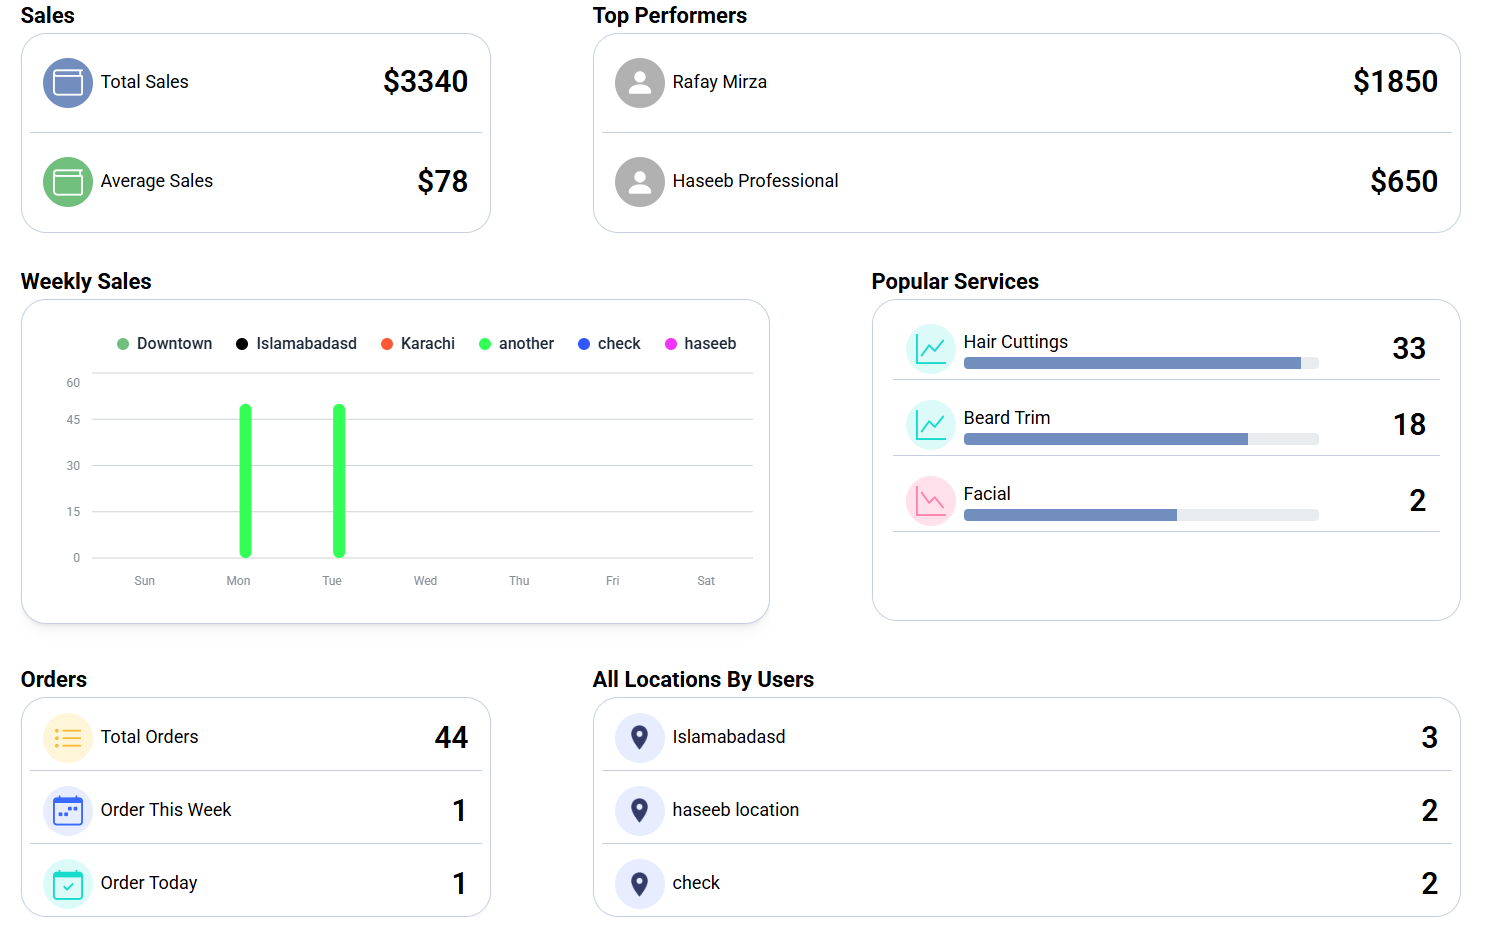 Sales
Total Sales $3340
Average Sales $78
Top Performers
Rafay Mirza $1850
Haseeb Professional $650
Weekly Sales
Downtown Islamabadasd Karachi another check haseeb
60
45
30
15
0
Sun Mon Tue Wed Thu Fri Sat
Popular Services
Hair Cuttings 33
Beard Trim 18
Facial 2
Orders
Total Orders 44
Order This Week 1
Order Today 1
All Locations By Users
Islamabadasd 3
haseeb location 2
check 2